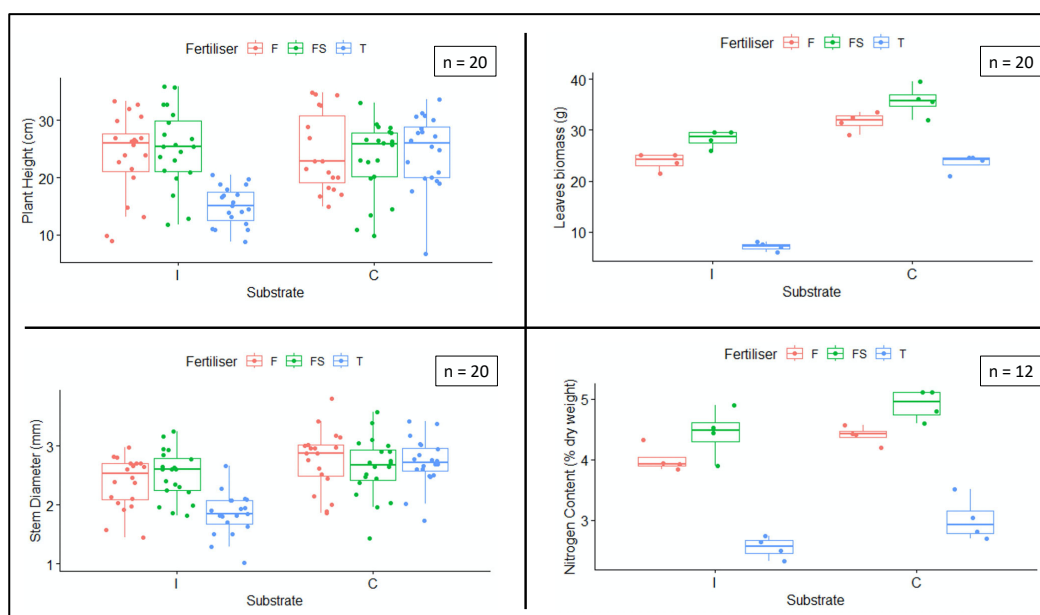 Fertiliser F FS T
n = 20
Plant Height (cm)
30
20
10
I C
Substrate
Fertiliser F FS T
n = 20
Leaves biomass (g)
40
30
20
10
I C
Substrate
Fertiliser F FS T
n = 20
Stem Diameter (mm)
3
2
1
I C
Substrate
Fertiliser F FS T
n = 12
Nitrogen Content (% dry weight)
5
4
3
I C
Substrate